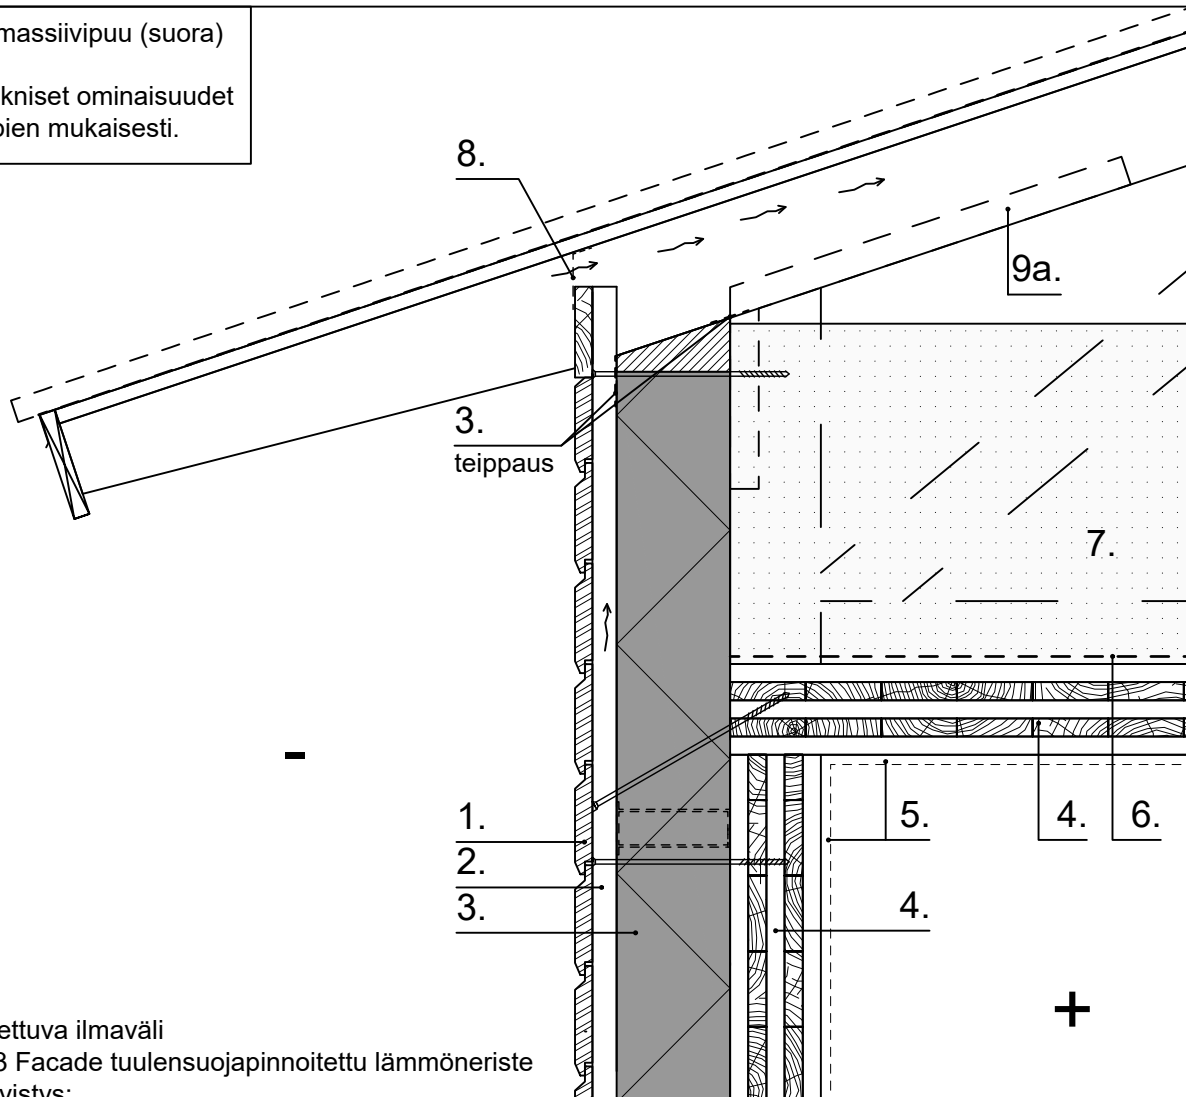 massiivipuu (suora)
kniset ominaisuudet
pien mukaisesti.
8.
9a.
3.
teippaus
7.
1.
2.
3.
5.
4.
6.
4.
-
+
ettuva ilmaväli
3 Facade tuulensuojapinnoitettu lämmöneriste
vistys: